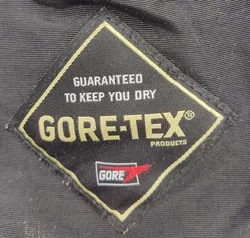 GUARANTEED
TO KEEP YOU DRY
GORE-TEX®
PRODUCTS
GORE